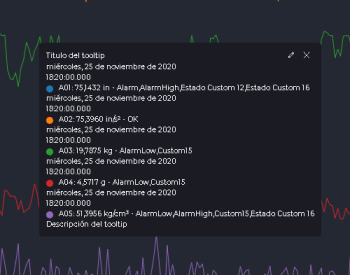 Título del tooltip
miércoles, 25 de noviembre de 2020
18:20:00.000
A01: 75,1432 in - Alarm,AlarmHigh,Estado Custom 12,Estado Custom 16
miércoles, 25 de noviembre de 2020
18:20:00.000
A02: 75,3960 in/s² - OK
miércoles, 25 de noviembre de 2020
18:20:00.000
A03: 19,7875 kg - AlarmLow,Custom15
miércoles, 25 de noviembre de 2020
18:20:00.000
A04: 4,5717 g - AlarmLow,Custom15
miércoles, 25 de noviembre de 2020
18:20:00.000
A05: 51,3956 kg/cm³ - AlarmLow,AlarmHigh,Custom15,Estado Custom 16
Descripción del tooltip